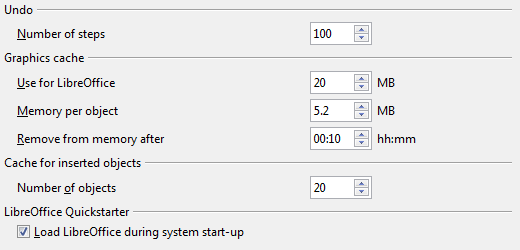 Undo
Number of steps 100
Graphics cache
Use for LibreOffice 20 MB
Memory per object 5.2 MB
Remove from memory after 00:10 hh:mm
Cache for inserted objects
Number of objects 20
LibreOffice Quickstarter
Load LibreOffice during system start-up